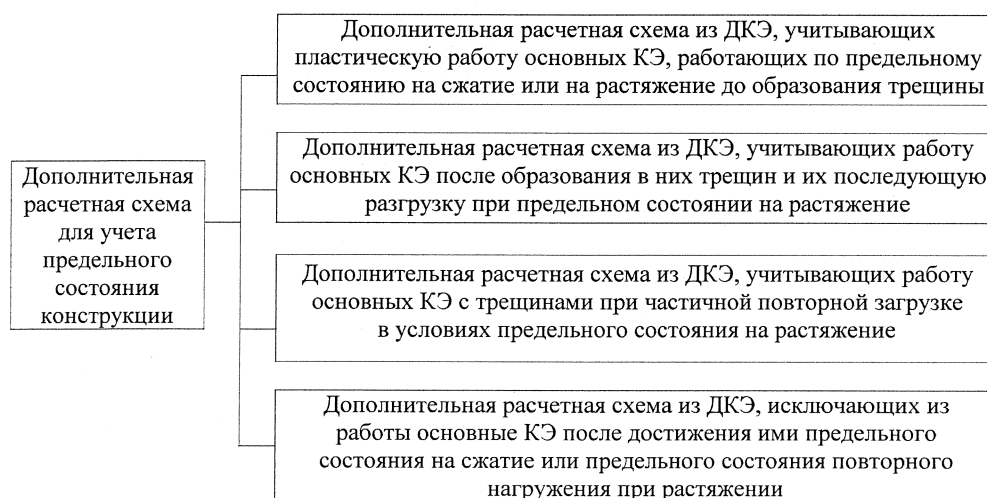 Дополнительная расчетная схема из ДКЭ, учитывающих
пластическую работу основных КЭ, работающих по предельному
состоянию на сжатие или на растяжение до образования трещины
Дополнительная
расчетная схема
для учета
предельного
состояния
конструкции
Дополнительная расчетная схема из ДКЭ, учитывающих работу
основных КЭ после образования в них трещин и их последующую
разгрузку при предельном состоянии на растяжение
Дополнительная расчетная схема из ДКЭ, учитывающих работу
основных КЭ с трещинами при частичной повторной загрузке
в условиях предельного состояния на растяжение
Дополнительная расчетная схема из ДКЭ, исключающих из
работы основные КЭ после достижения ими предельного
состояния на сжатие или предельного состояния повторного
нагружения при растяжении